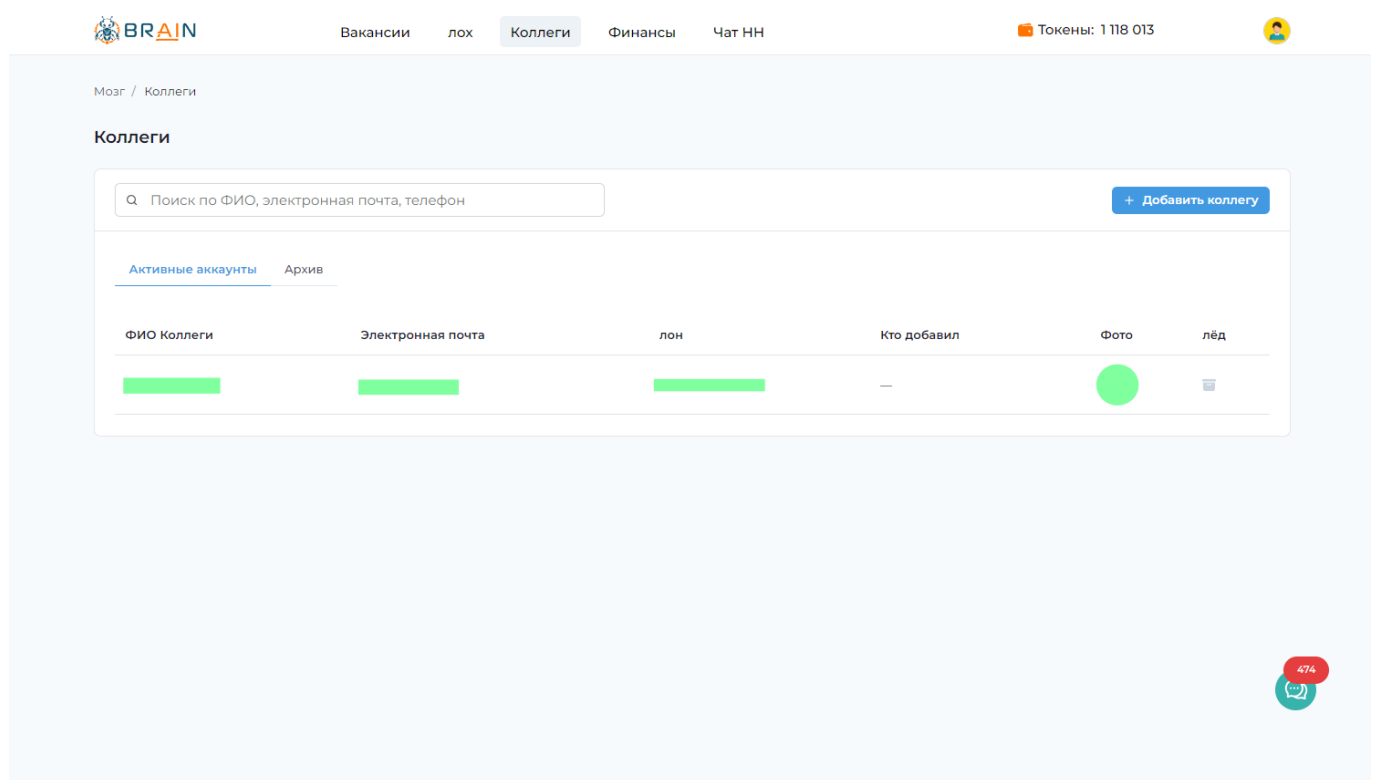 BRAIN
Вакансии лох Коллеги Финансы Чат HH Токены: 1 118 013
Мозг / Коллеги
Коллеги
Поиск по ФИО, электронная почта, телефон
+ Добавить коллегу
Активные аккаунты Архив
ФИО Коллеги Электронная почта лон Кто добавил Фото лёд
—
474